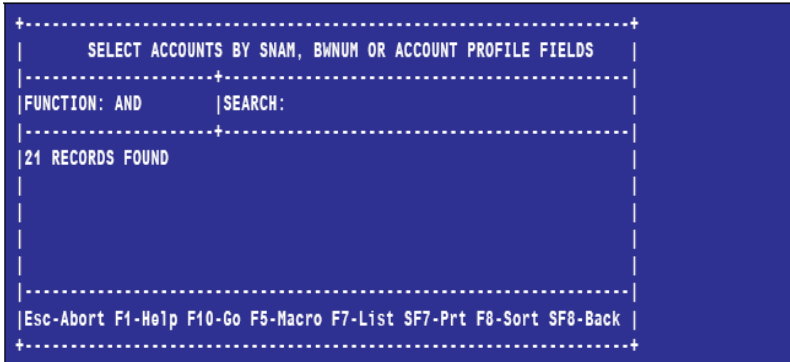 SELECT ACCOUNTS BY SNAM, BWNUM OR ACCOUNT PROFILE FIELDS
FUNCTION: AND |SEARCH:
21 RECORDS FOUND
Esc-Abort F1-Help F10-Go F5-Macro F7-List SF7-Prt F8-Sort SF8-Back